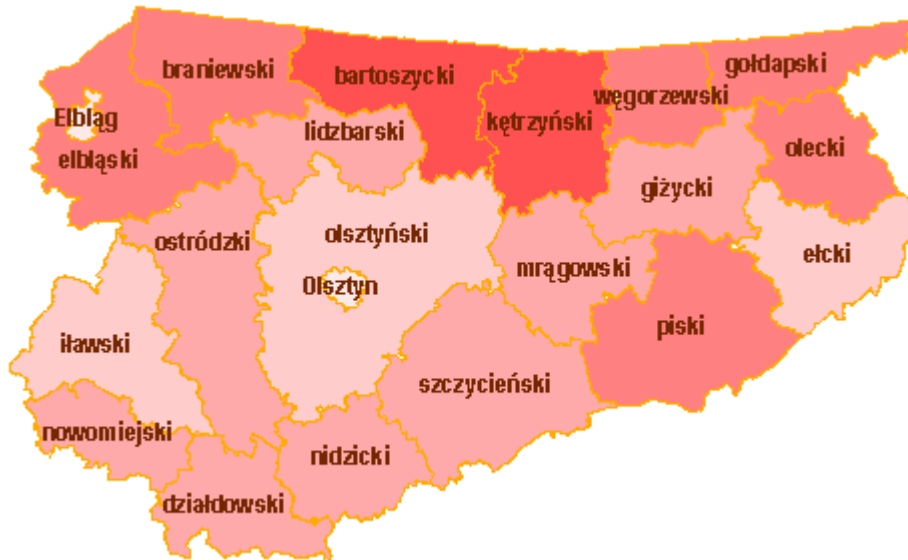 gołdapski
braniewski
bartoszycki
węgorzewski
Elbląg
kętrzyński
lidzbarski
olecki
elbląski
giżycki
ostródzki
olsztyński
ełcki
mrągowski
Olsztyn
piski
iławski
szczycieński
nowomiejski
nidzicki
działdowski